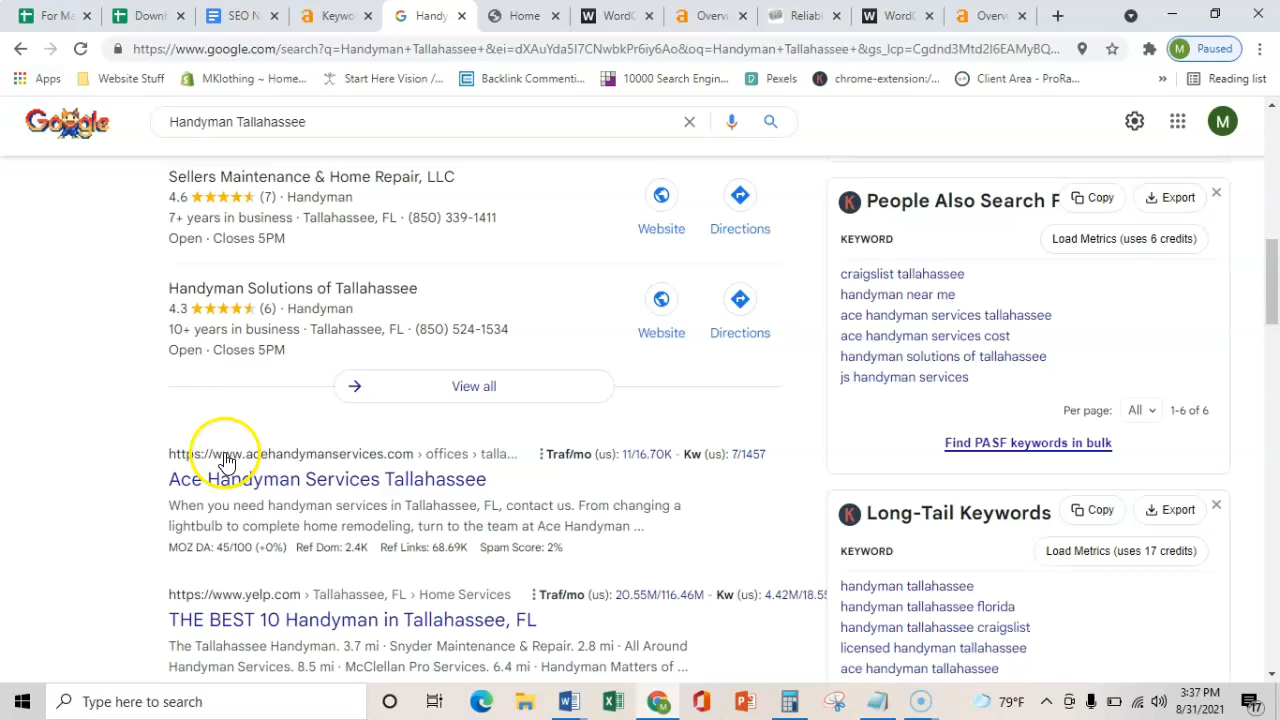 For Ma
Downl
SEO N
Keywo
Handy
Home
WordC
Overv
Relia
WordC
Overv
Paused
https://www.google.com/search?q=Handyman+Tallahassee+&ei=dXAuYda5I7CNwbkPr6iy6Ao&oq=Handyman+Tallahassee+&gs_lcp=Cgdnd3Mtd2l6EAMyBQ...
Apps
Website Stuff
MKlothing ~ Home...
Start Here Vision /...
Backlink Commenti...
10000 Search Engin...
Pexels
chrome-extension:/...
Client Area - ProRa...
»
Reading list
Google
Handyman Tallahassee
M
Sellers Maintenance & Home Repair, LLC
4.6 (7) · Handyman
7+ years in business · Tallahassee, FL · (850) 339-1411
Open · Closes 5PM
Website
Directions
Handyman Solutions of Tallahassee
4.3 (6) · Handyman
10+ years in business · Tallahassee, FL · (850) 524-1534
Open · Closes 5PM
Website
Directions
View all
https://www.acehandymanservices.com › offices › talla...
Traf/mo (us): 11/16.70K - Kw (us): 7/1457
Ace Handyman Services Tallahassee
When you need handyman services in Tallahassee, FL, contact us. From changing a
lightbulb to complete home remodeling, turn to the team at Ace Handyman ...
MOZ DA: 45/100 (+0%) Ref Dom: 2.4K Ref Links: 68.69K Spam Score: 2%
https://www.yelp.com › Tallahassee, FL › Home Services
Traf/mo (us): 20.55M/116.46M - Kw (us): 4.42M/18.55
THE BEST 10 Handyman in Tallahassee, FL
The Tallahassee Handyman. 3.7 mi · Snyder Maintenance & Repair. 2.8 mi · All Around
Handyman Services. 8.5 mi · McClellan Pro Services. 6.4 mi · Handyman Matters of ...
K People Also Search F
Copy
Export
KEYWORD
Load Metrics (uses 6 credits)
craigslist tallahassee
handyman near me
ace handyman services tallahassee
ace handyman services cost
handyman solutions of tallahassee
js handyman services
Per page: All 1-6 of 6
Find PASF keywords in bulk
K Long-Tail Keywords
Copy
Export
KEYWORD
Load Metrics (uses 17 credits)
handyman tallahassee
handyman tallahassee florida
handyman tallahassee craigslist
licensed handyman tallahassee
ace handyman tallahassee
Type here to search
79°F
3:37 PM
8/31/2021
17